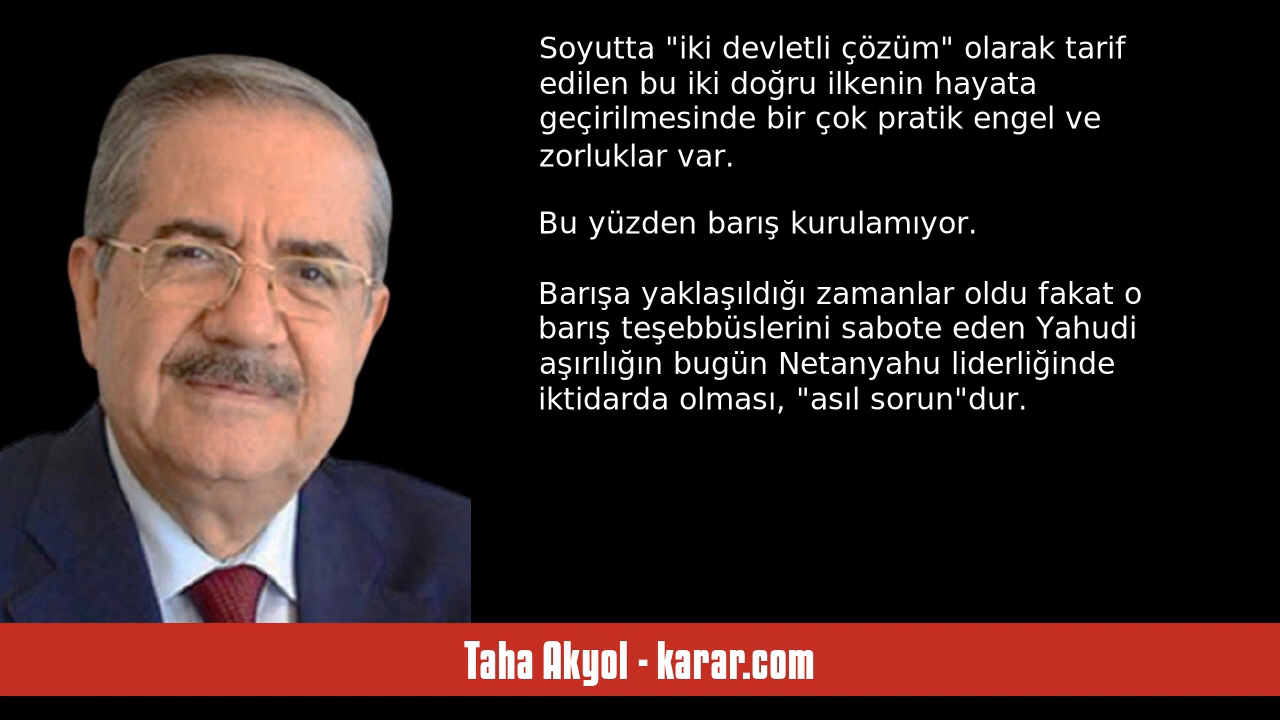 Soyutta "iki devletli çözüm" olarak tarif
edilen bu iki doğru ilkenin hayata
geçirilmesinde bir çok pratik engel ve
zorluklar var.
Bu yüzden barış kurulamıyor.
Barışa yaklaşıldığı zamanlar oldu fakat o
barış teşebbüslerini sabote eden Yahudi
aşırılığın bugün Netanyahu liderliğinde
iktidarda olması, "asıl sorun"dur.
Taha Akyol - karar.com